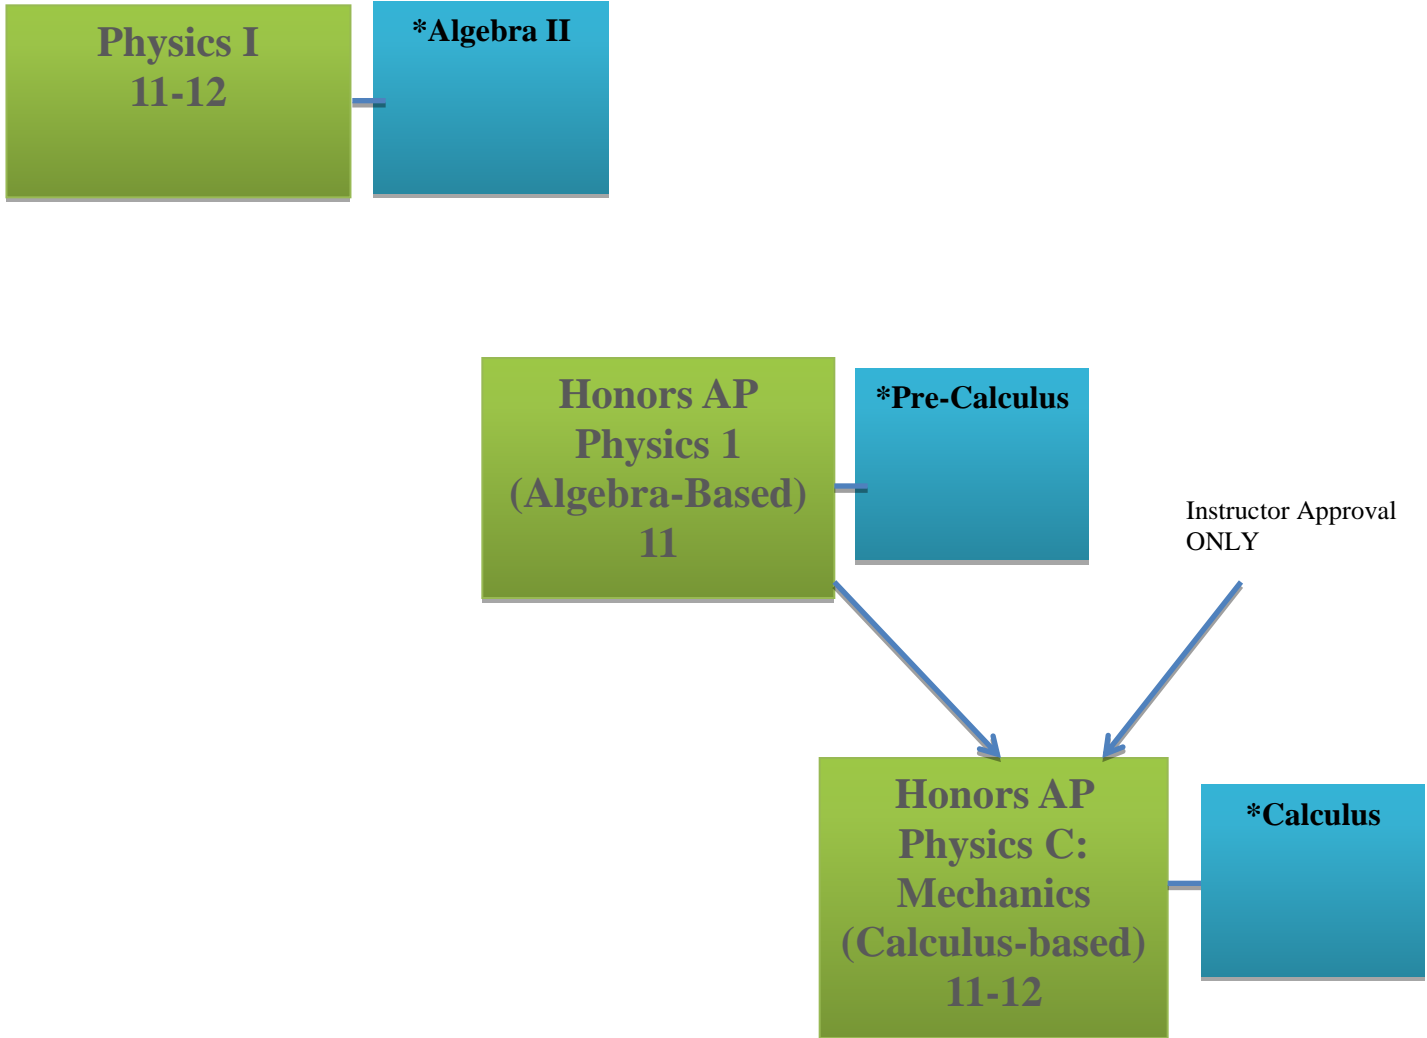 Physics I
11-12
*Algebra II
Honors AP
Physics 1
(Algebra-Based)
11
*Pre-Calculus
Instructor Approval
ONLY
Honors AP
Physics C:
Mechanics
(Calculus-based)
11-12
*Calculus